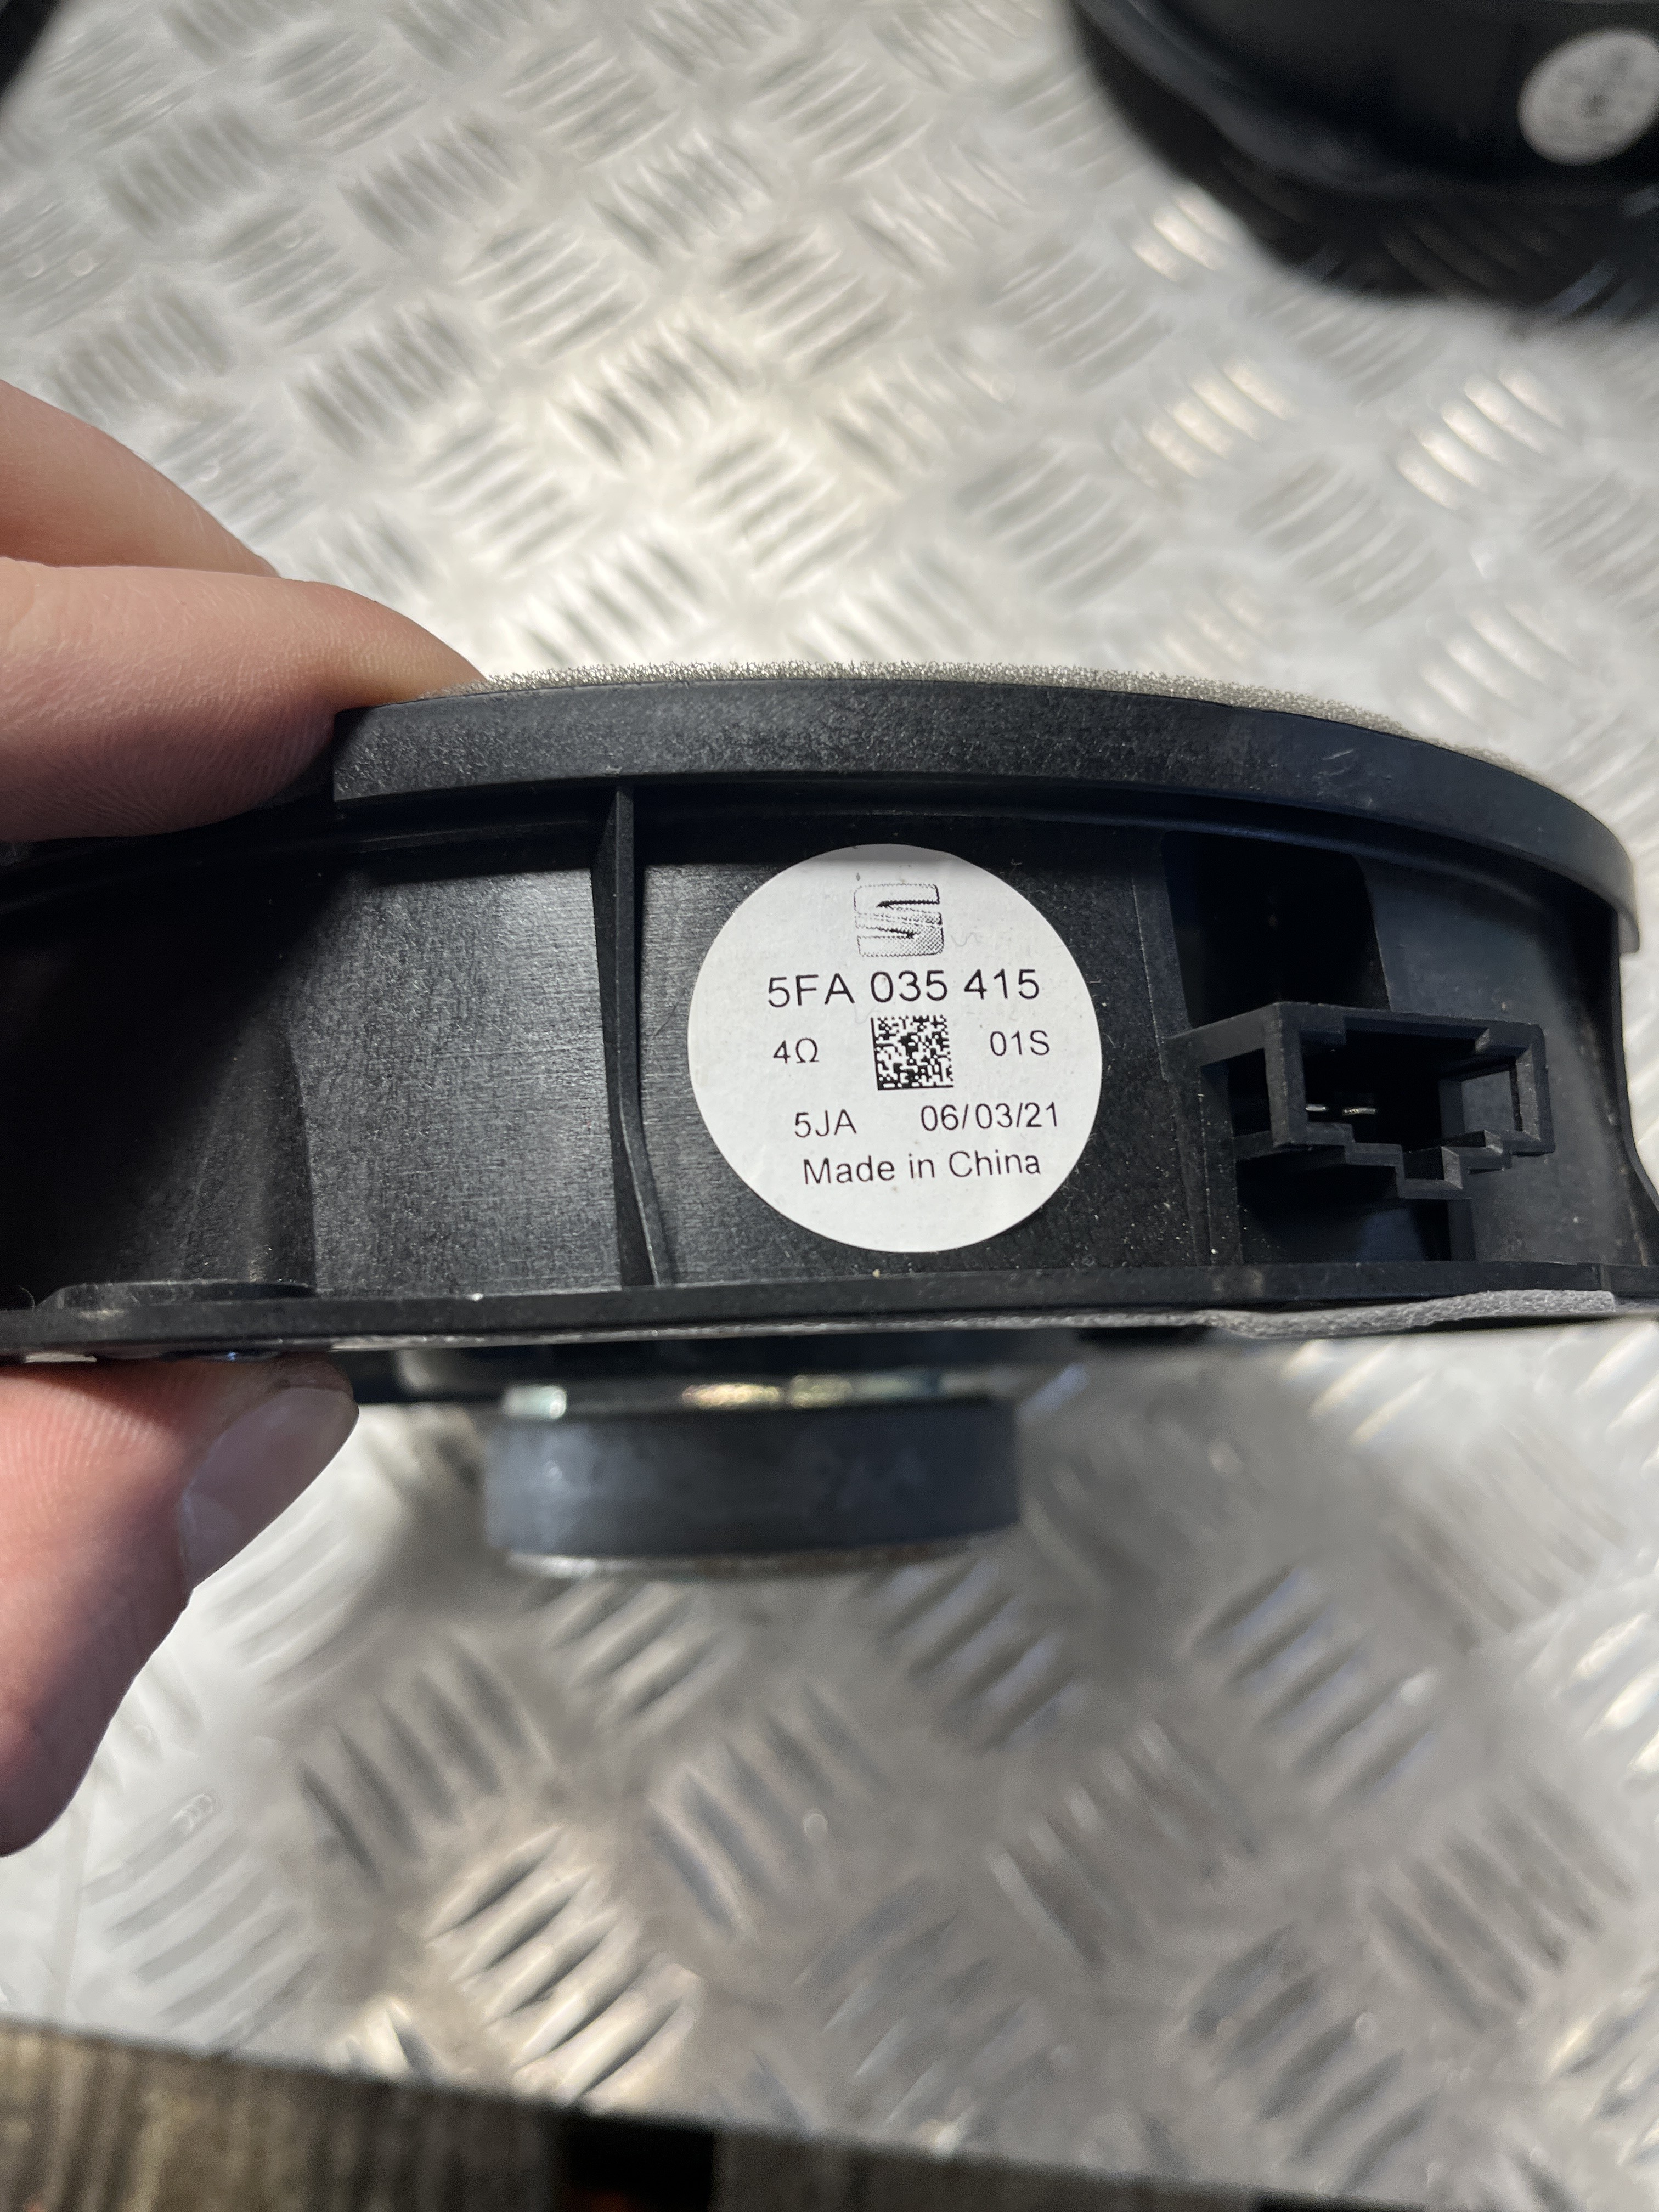 5FA 035 415
4Ω 01S
5JA 06/03/21
Made in China